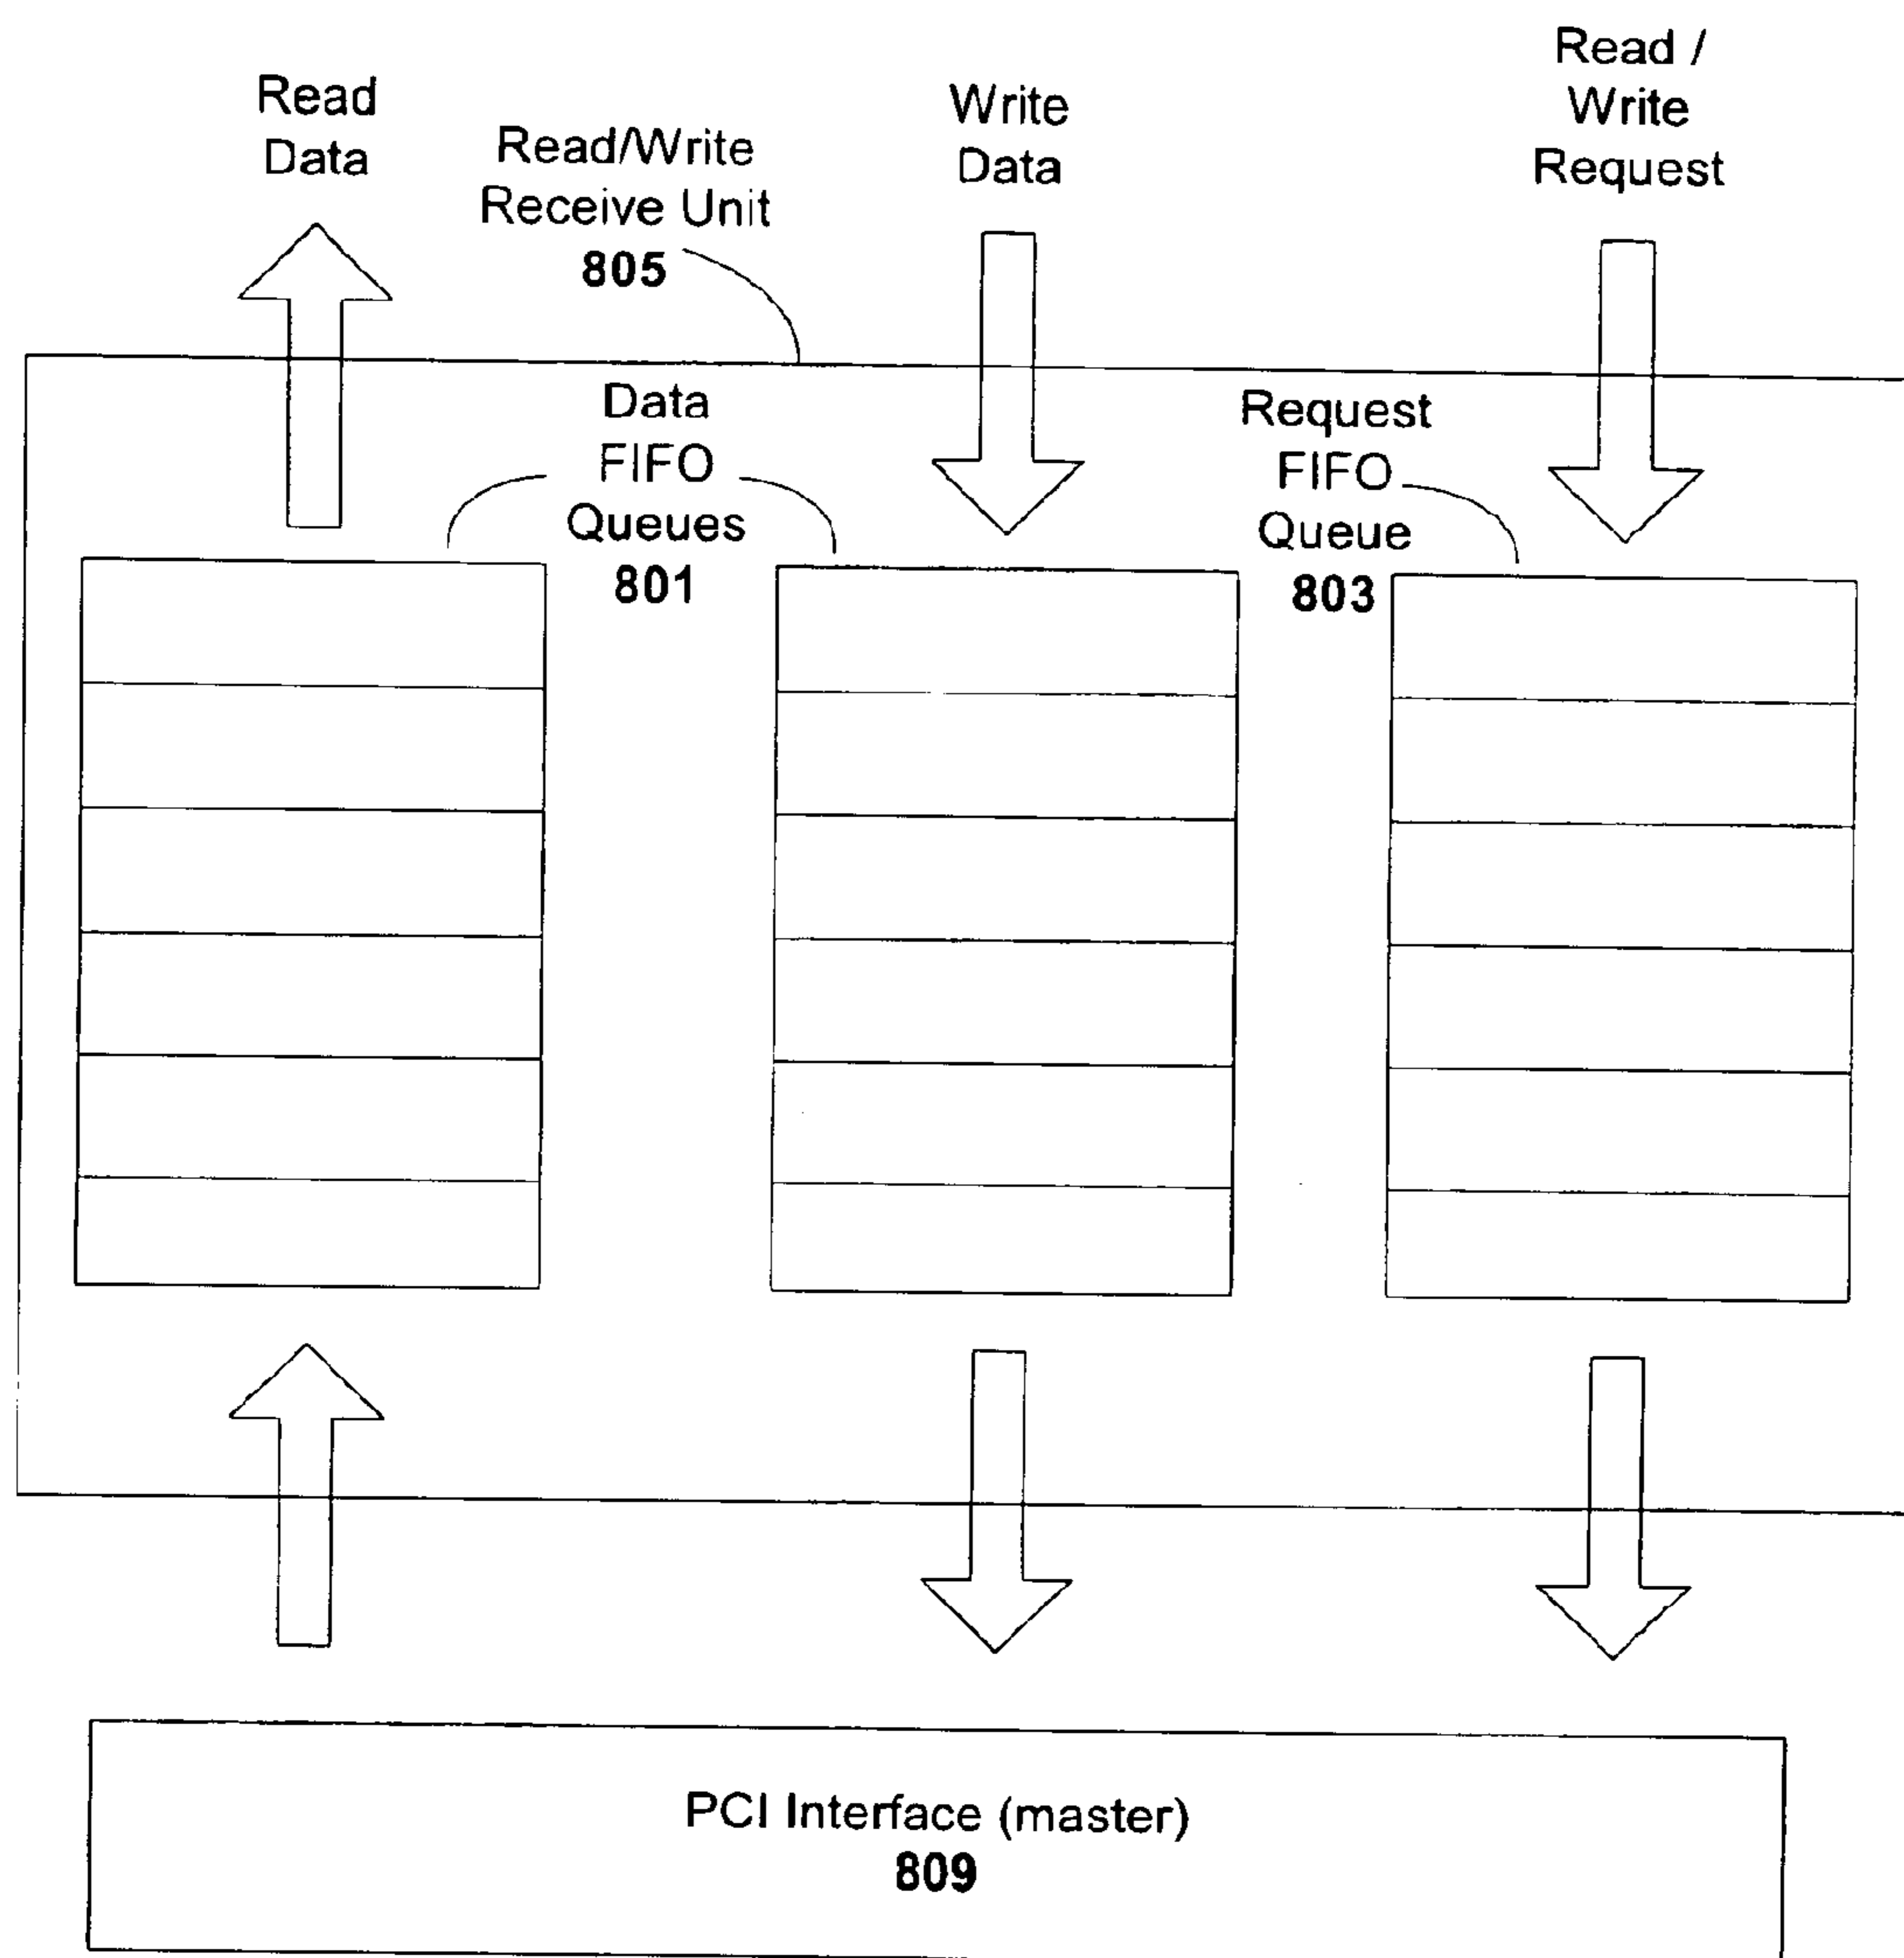 Read
Data
Read/Write
Receive Unit
805
Write
Data
Read /
Write
Request
Data
FIFO
Queues
801
Request
FIFO
Queue
803
PCI Interface (master)
809